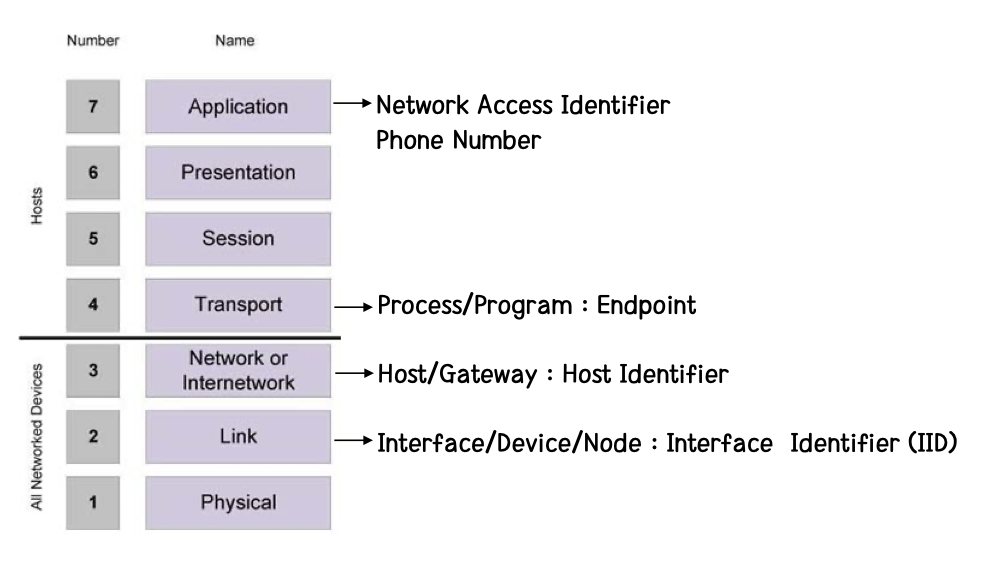 Number Name
7 Application → Network Access Identifier
Phone Number
6 Presentation
Hosts
5 Session
4 Transport → Process/Program : Endpoint
3 Network or
Internetwork → Host/Gateway : Host Identifier
All Networked Devices
2 Link → Interface/Device/Node : Interface Identifier (IID)
1 Physical